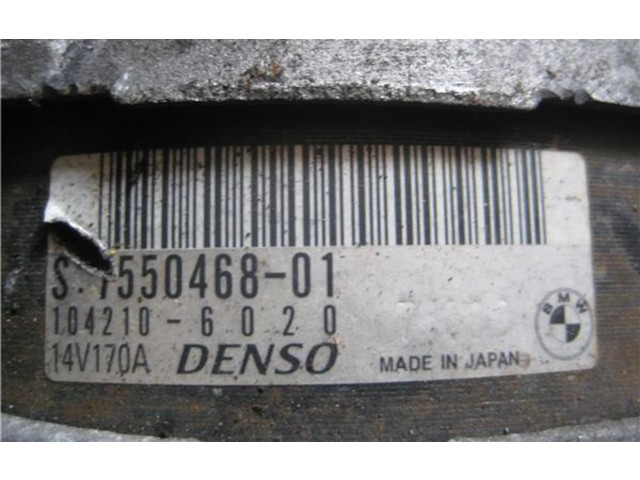 S. 7550468-01
104210-6020
14V170A DENSO MADE IN JAPAN
BMW